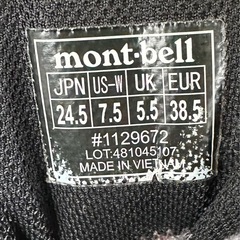 mont·bell
JPN US-W UK EUR
24.5 7.5 5.5 38.5
#1129672
LOT:481045107
MADE IN VIETNAM